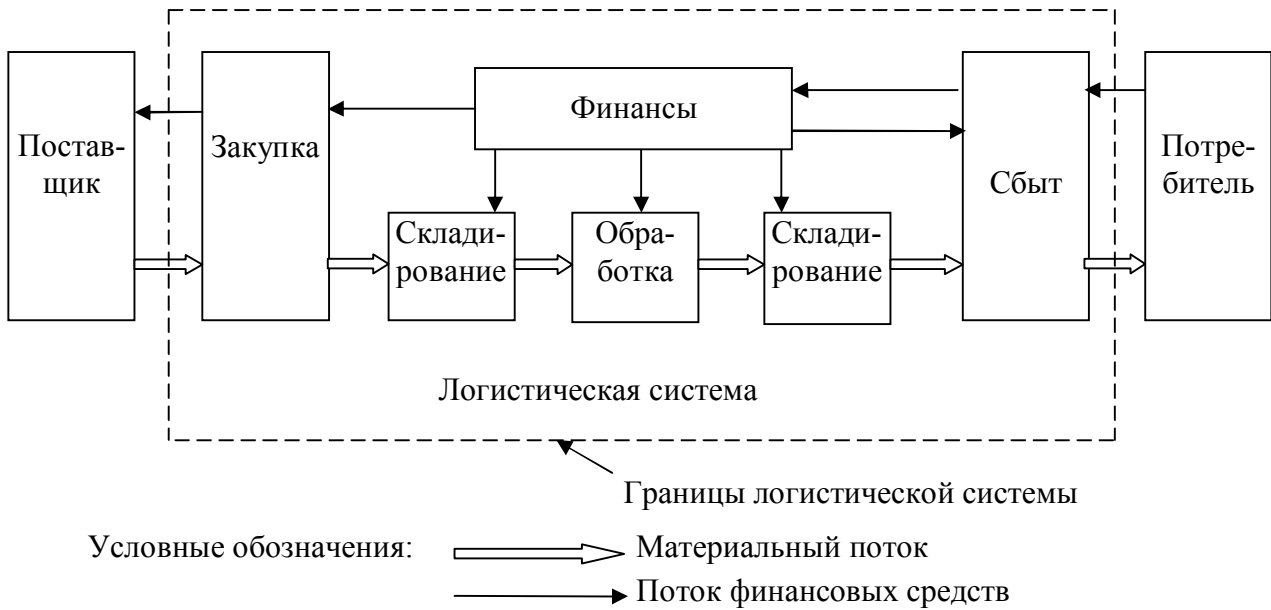 Финансы
Постав-
щик
Закупка
Сбыт
Потре-
битель
Склади-
рование
Обра-
ботка
Склади-
рование
Логистическая система
Границы логистической системы
Условные обозначения:
Материальный поток
Поток финансовых средств